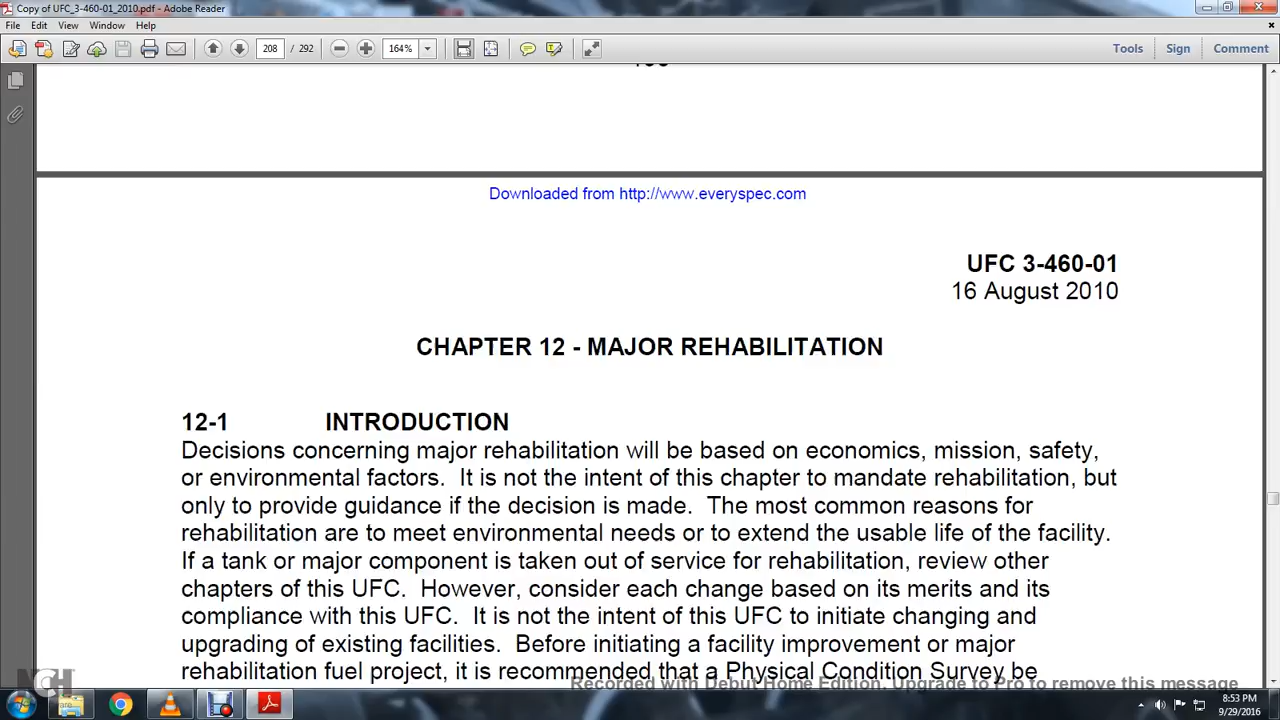 Copy of UFC_3-460-01_2010.pdf - Adobe Reader
File Edit View Window Help
208 / 292 164% Tools Sign Comment
Downloaded from http://www.everyspec.com
UFC 3-460-01
16 August 2010
CHAPTER 12 - MAJOR REHABILITATION
12-1 INTRODUCTION
Decisions concerning major rehabilitation will be based on economics, mission, safety,
or environmental factors. It is not the intent of this chapter to mandate rehabilitation, but
only to provide guidance if the decision is made. The most common reasons for
rehabilitation are to meet environmental needs or to extend the usable life of the facility.
If a tank or major component is taken out of service for rehabilitation, review other
chapters of this UFC. However, consider each change based on its merits and its
compliance with this UFC. It is not the intent of this UFC to initiate changing and
upgrading of existing facilities. Before initiating a facility improvement or major
rehabilitation fuel project, it is recommended that a Physical Condition Survey be
Recorded with Debut Home Edition. Upgrade to Pro to remove this message
NCH
8:53 PM
9/29/2016